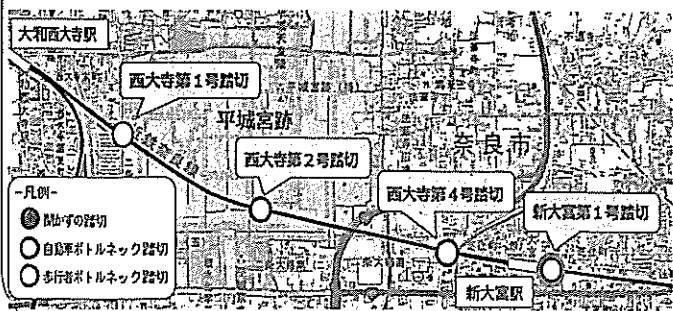 大和西大寺駅
西大寺第1号踏切
平城宮跡
奈良市
西大寺第2号踏切
西大寺第4号踏切
新大宮第1号踏切
-凡例-
開かずの踏切
自動車ボトルネック踏切
歩行者ボトルネック踏切
新大宮駅